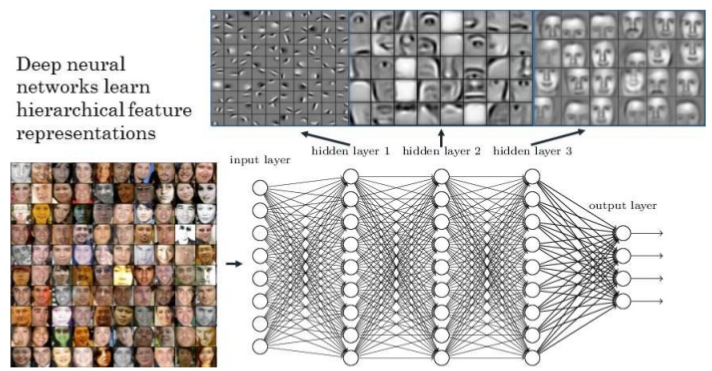 Deep neural
networks learn
hierarchical feature
representations
input layer
hidden layer 1 hidden layer 2 hidden layer 3
output layer